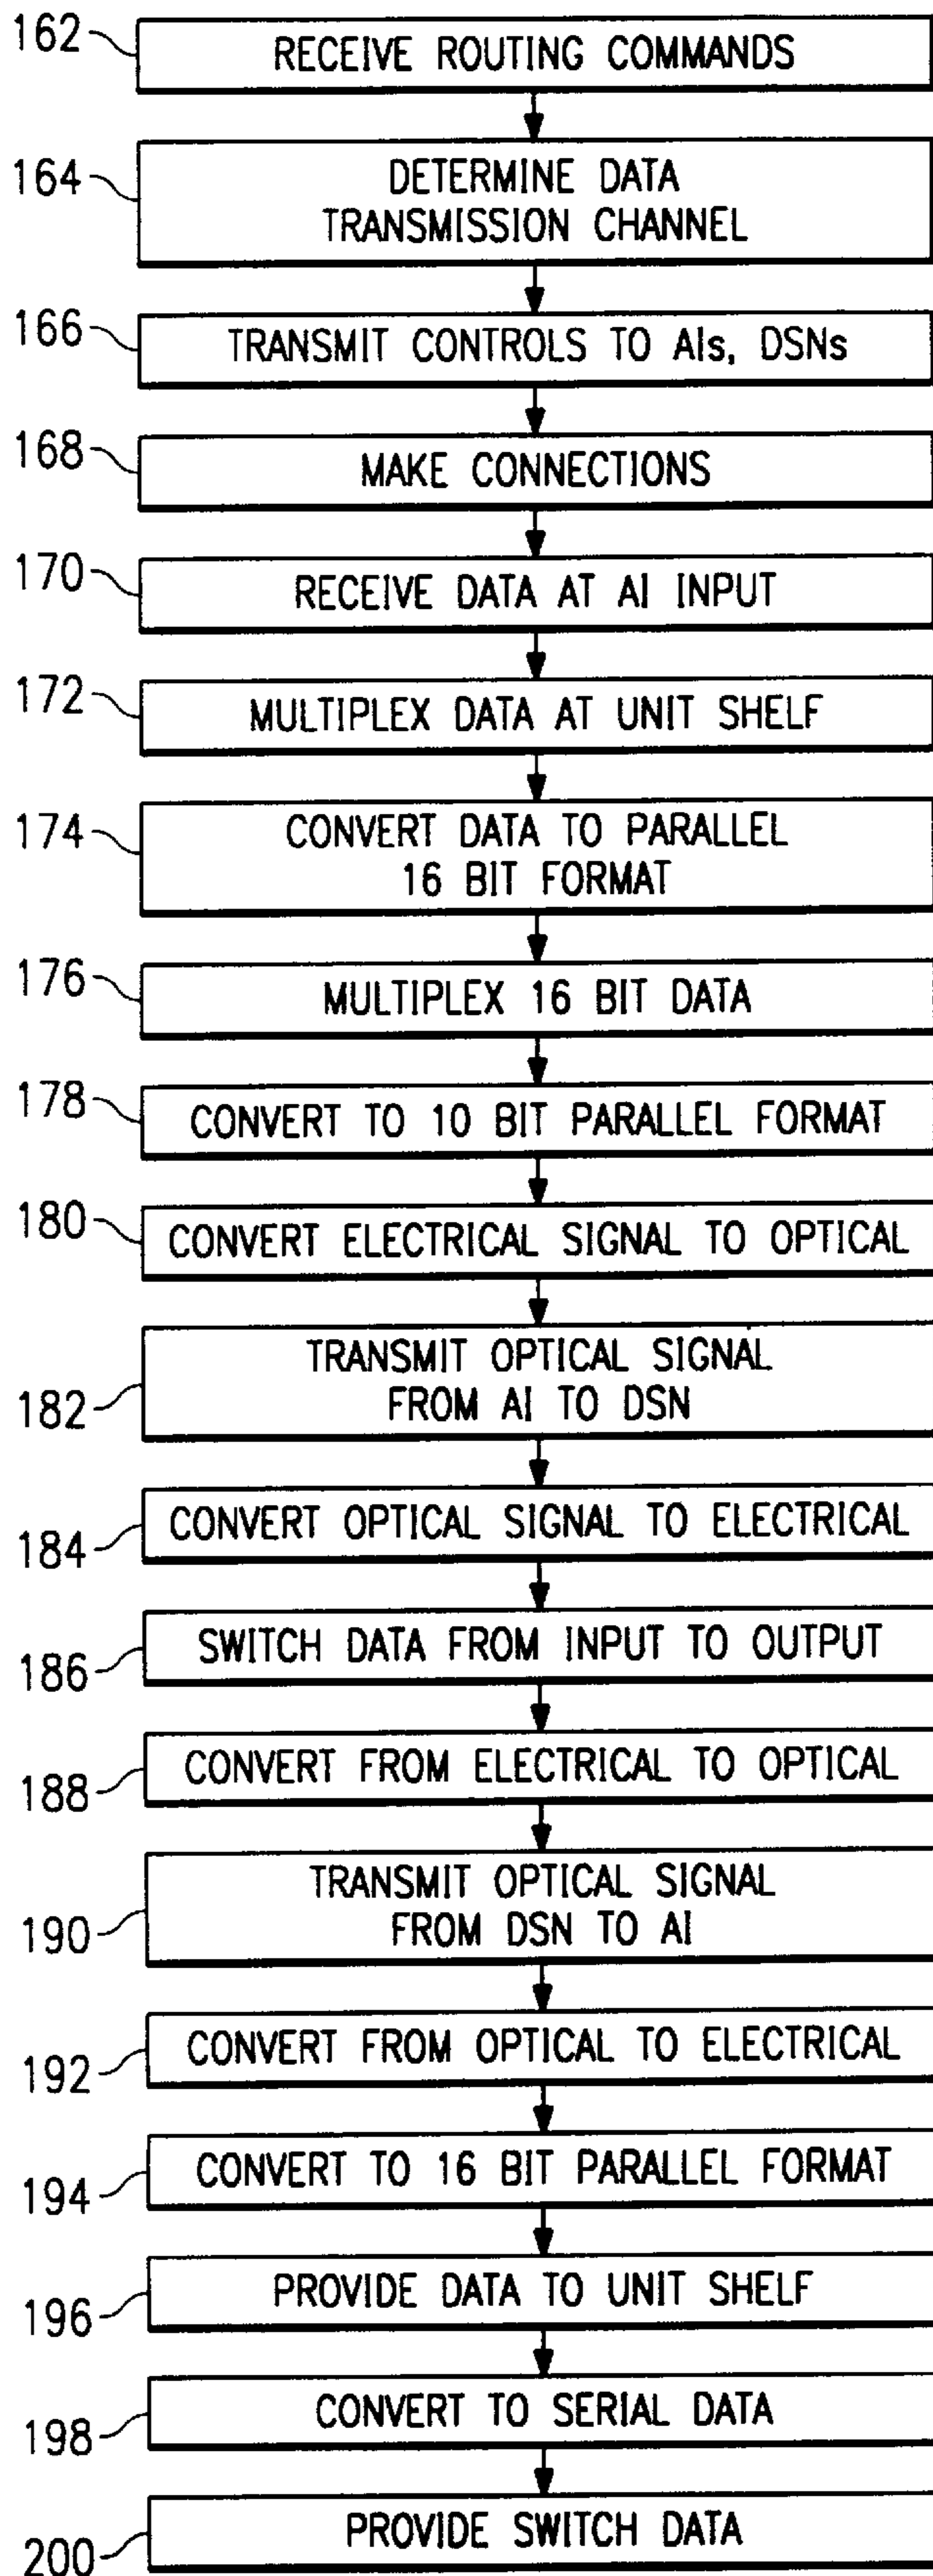 162
RECEIVE ROUTING COMMANDS
164
DETERMINE DATA
TRANSMISSION CHANNEL
166
TRANSMIT CONTROLS TO AIs, DSNs
168
MAKE CONNECTIONS
170
RECEIVE DATA AT AI INPUT
172
MULTIPLEX DATA AT UNIT SHELF
174
CONVERT DATA TO PARALLEL
16 BIT FORMAT
176
MULTIPLEX 16 BIT DATA
178
CONVERT TO 10 BIT PARALLEL FORMAT
180
CONVERT ELECTRICAL SIGNAL TO OPTICAL
182
TRANSMIT OPTICAL SIGNAL
FROM AI TO DSN
184
CONVERT OPTICAL SIGNAL TO ELECTRICAL
186
SWITCH DATA FROM INPUT TO OUTPUT
188
CONVERT FROM ELECTRICAL TO OPTICAL
190
TRANSMIT OPTICAL SIGNAL
FROM DSN TO AI
192
CONVERT FROM OPTICAL TO ELECTRICAL
194
CONVERT TO 16 BIT PARALLEL FORMAT
196
PROVIDE DATA TO UNIT SHELF
198
CONVERT TO SERIAL DATA
200
PROVIDE SWITCH DATA